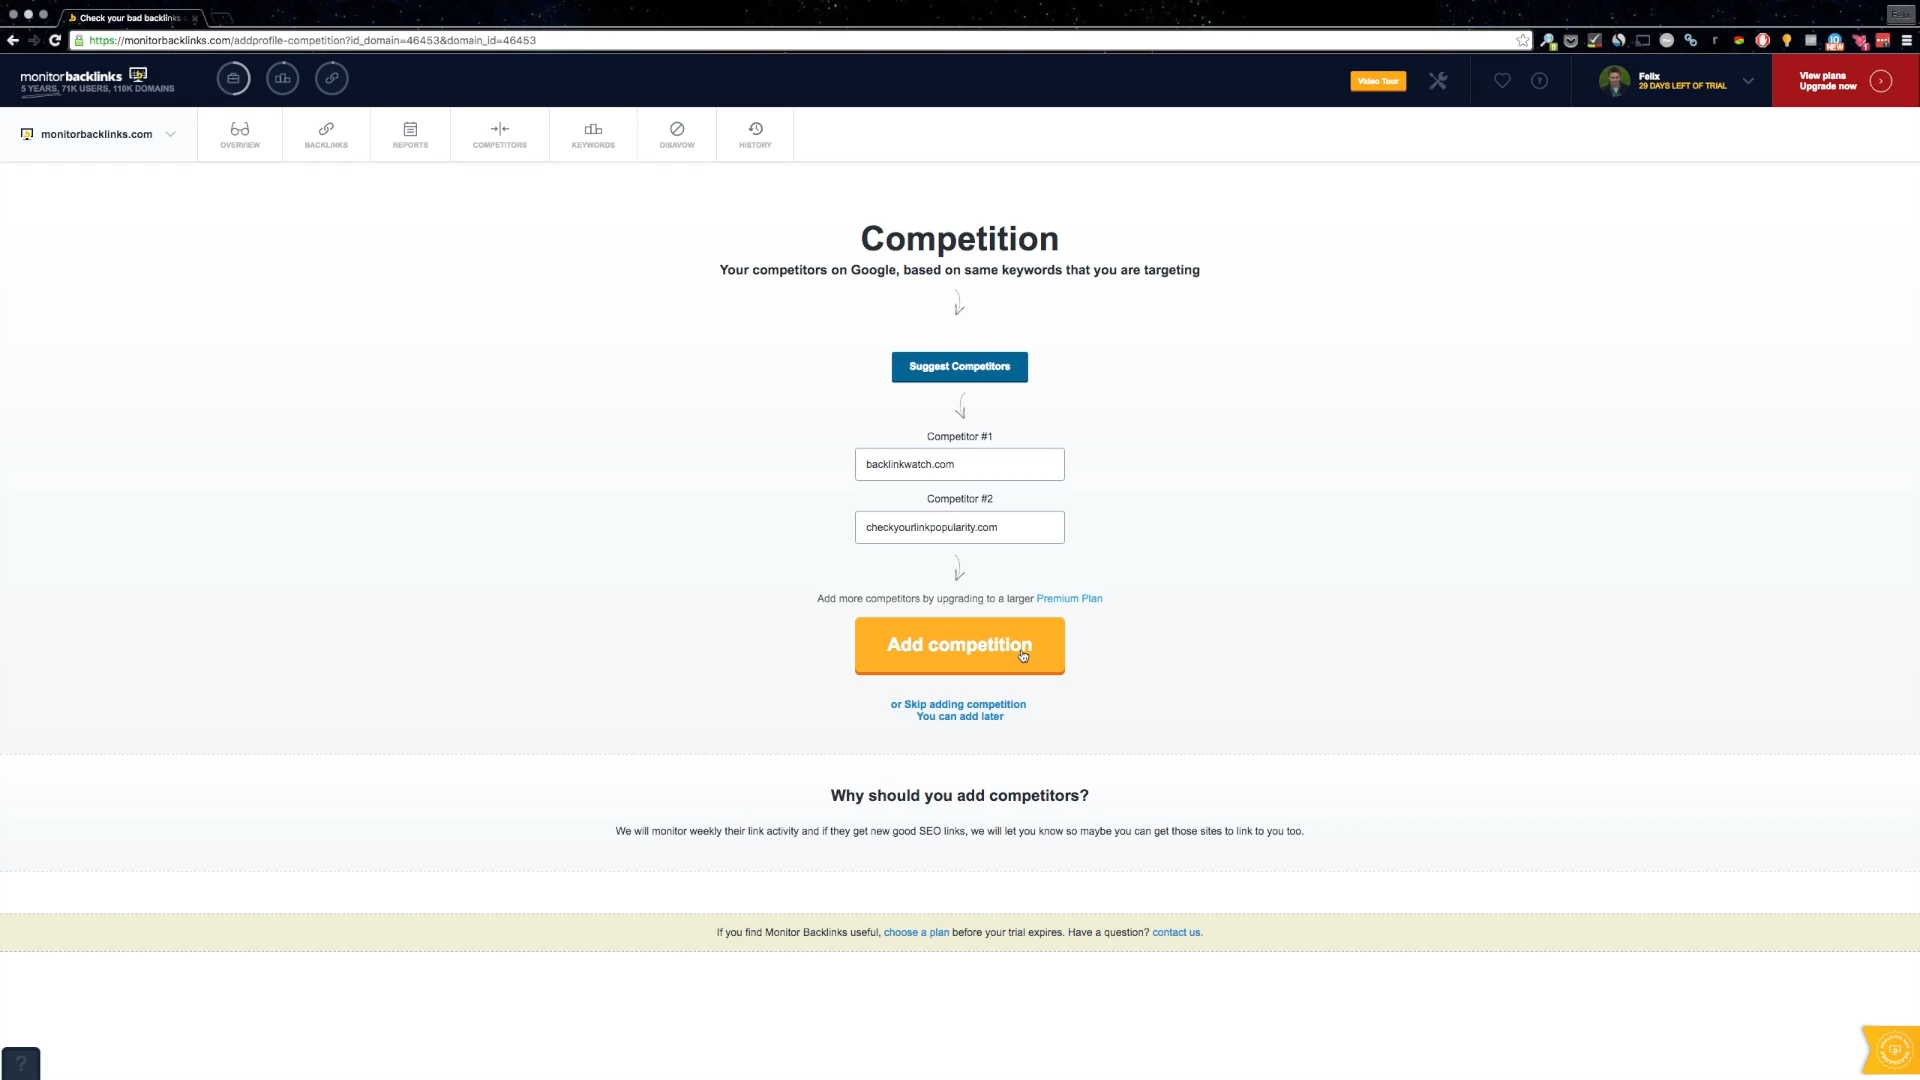 Check your bad backlinks
Felix
https://monitorbacklinks.com/addprofile-competition?id_domain=46453&domain_id=46453
monitorbacklinks
5 YEARS, 71K USERS, 110K DOMAINS
Video Tour
Felix
29 DAYS LEFT OF TRIAL
View plans
Upgrade now
monitorbacklinks.com
OVERVIEW
BACKLINKS
REPORTS
COMPETITORS
KEYWORDS
DISAVOW
HISTORY
Competition
Your competitors on Google, based on same keywords that you are targeting
Suggest Competitors
Competitor #1
backlinkwatch.com
Competitor #2
checkyourlinkpopularity.com
Add more competitors by upgrading to a larger Premium Plan
Add competition
or Skip adding competition
You can add later
Why should you add competitors?
We will monitor weekly their link activity and if they get new good SEO links, we will let you know so maybe you can get those sites to link to you too.
If you find Monitor Backlinks useful, choose a plan before your trial expires. Have a question? contact us.
?